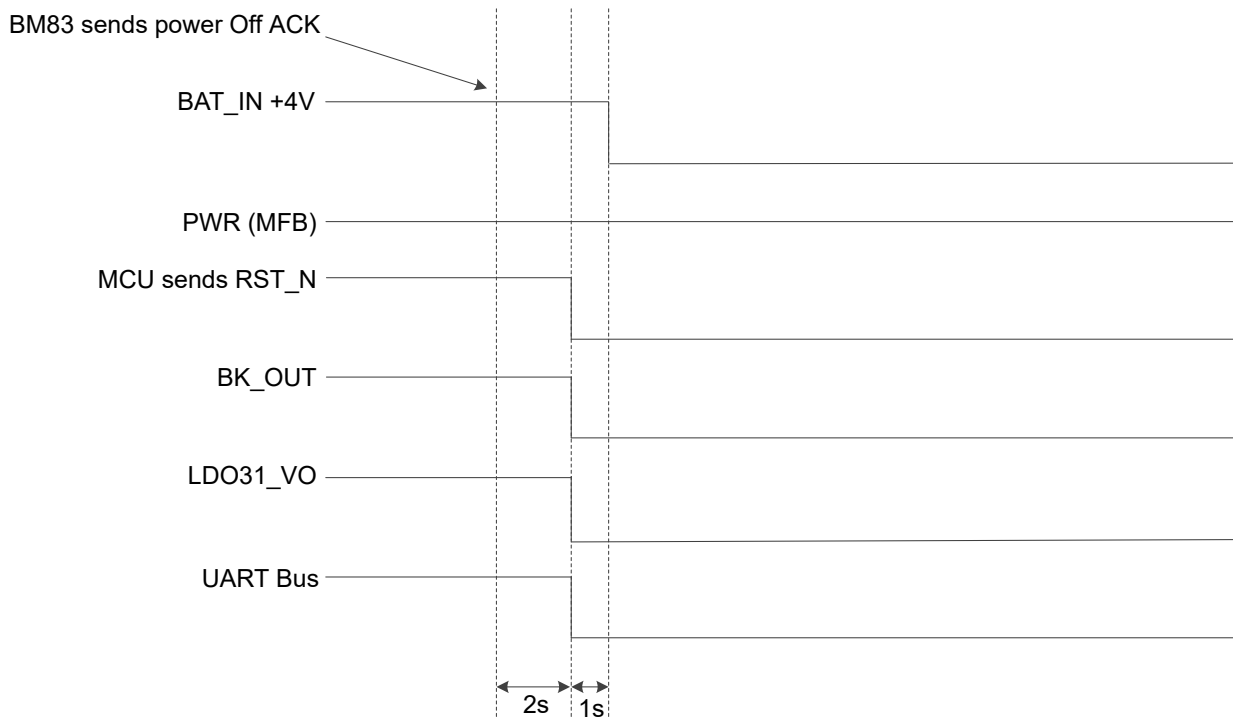 BM83 sends power Off ACK
BAT_IN +4V
PWR (MFB)
MCU sends RST_N
BK_OUT
LDO31_VO
UART Bus
2s
1s